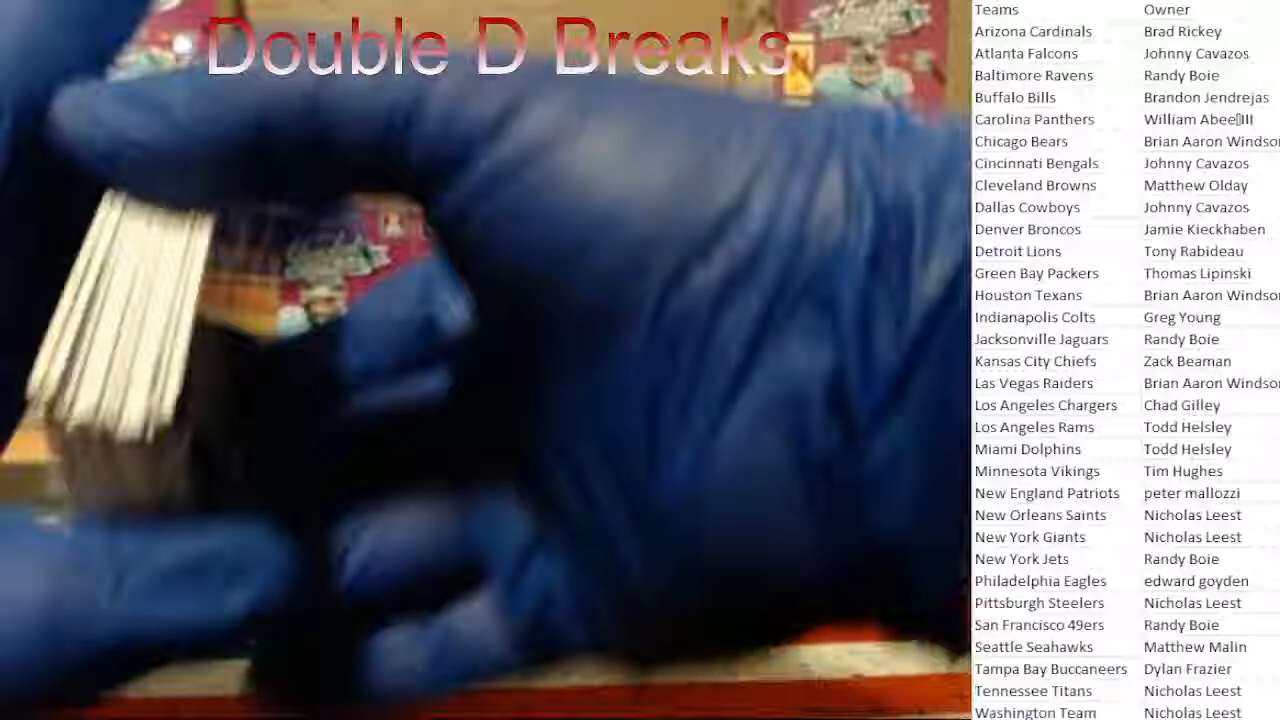 Double D Breaks
Teams Owner
Arizona Cardinals Brad Rickey
Atlanta Falcons Johnny Cavazos
Baltimore Ravens Randy Boie
Buffalo Bills Brandon Jendrejas
Carolina Panthers William Abee▯III
Chicago Bears Brian Aaron Windsor
Cincinnati Bengals Johnny Cavazos
Cleveland Browns Matthew Olday
Dallas Cowboys Johnny Cavazos
Denver Broncos Jamie Kieckhaben
Detroit Lions Tony Rabideau
Green Bay Packers Thomas Lipinski
Houston Texans Brian Aaron Windsor
Indianapolis Colts Greg Young
Jacksonville Jaguars Randy Boie
Kansas City Chiefs Zack Beaman
Las Vegas Raiders Brian Aaron Windsor
Los Angeles Chargers Chad Gilley
Los Angeles Rams Todd Helsley
Miami Dolphins Todd Helsley
Minnesota Vikings Tim Hughes
New England Patriots peter mallozzi
New Orleans Saints Nicholas Leest
New York Giants Nicholas Leest
New York Jets Randy Boie
Philadelphia Eagles edward goyden
Pittsburgh Steelers Nicholas Leest
San Francisco 49ers Randy Boie
Seattle Seahawks Matthew Malin
Tampa Bay Buccaneers Dylan Frazier
Tennessee Titans Nicholas Leest
Washington Team Nicholas Leest